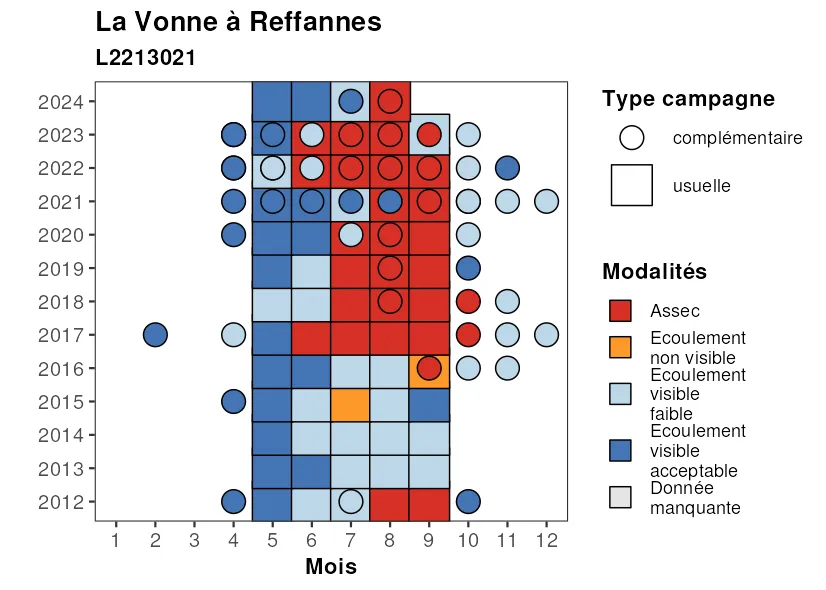 La Vonne à Reffannes
L2213021
2024
2023
2022
2021
2020
2019
2018
2017
2016
2015
2014
2013
2012
1 2 3 4 5 6 7 8 9 10 11 12
Mois
Type campagne
complémentaire
usuelle
Modalités
Assec
Ecoulement
non visible
Ecoulement
visible
faible
Ecoulement
visible
acceptable
Donnée
manquante